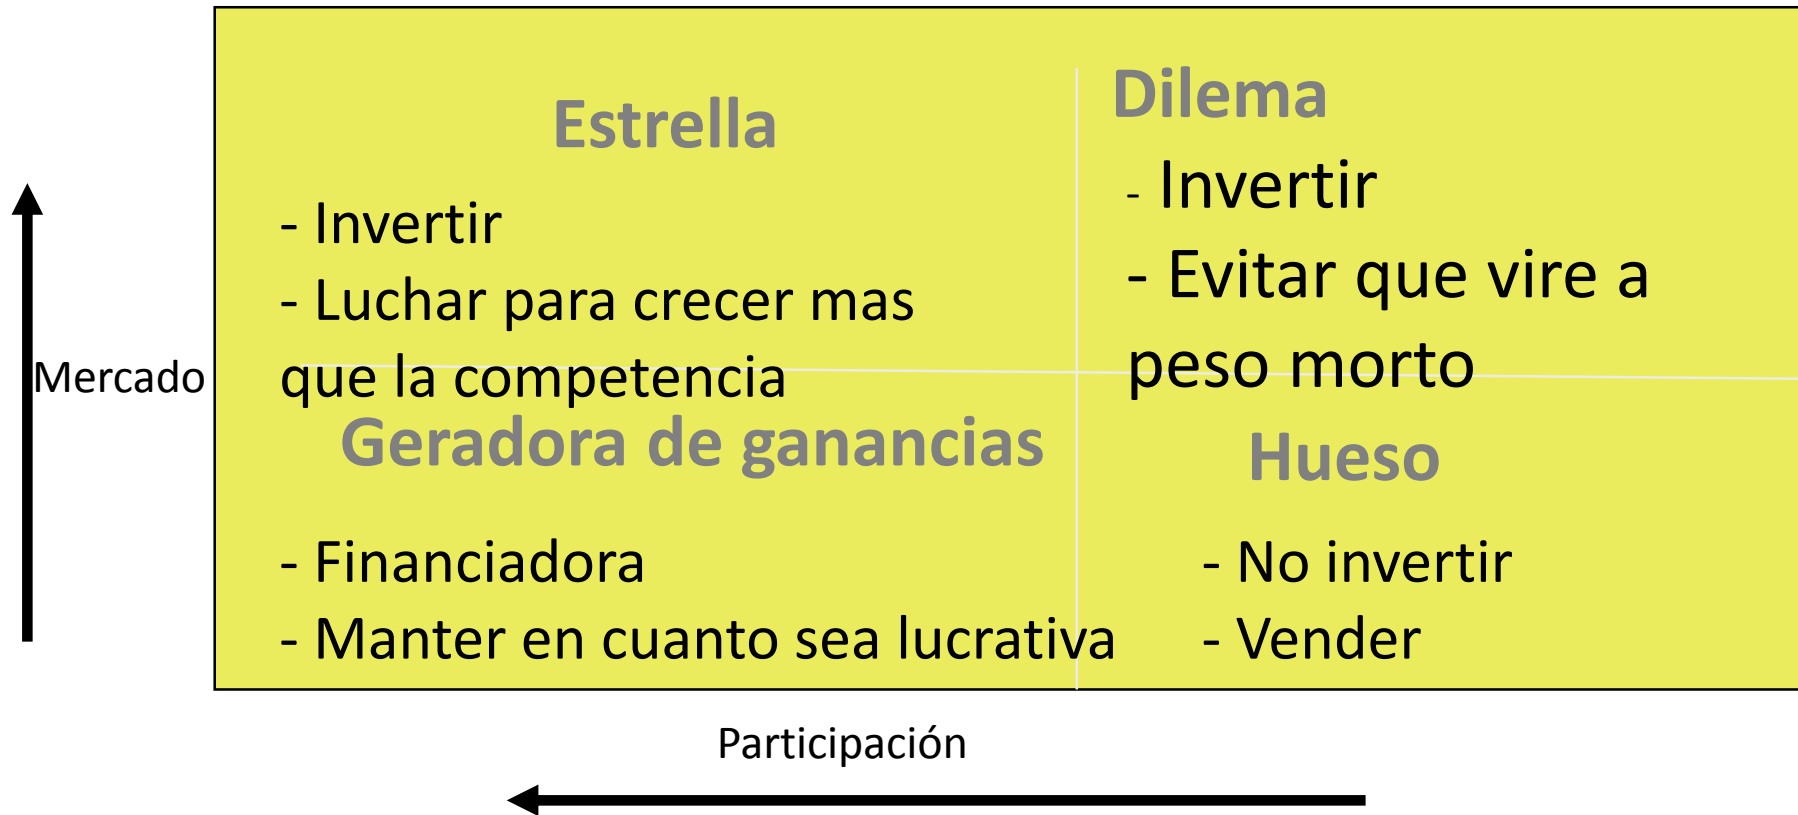 Estrella
- Invertir
- Luchar para crecer mas
que la competencia
Dilema
- Invertir
- Evitar que vire a
peso morto
Mercado
Geradora de ganancias
- Financiadora
- Manter en cuanto sea lucrativa
Hueso
- No invertir
- Vender
Participación